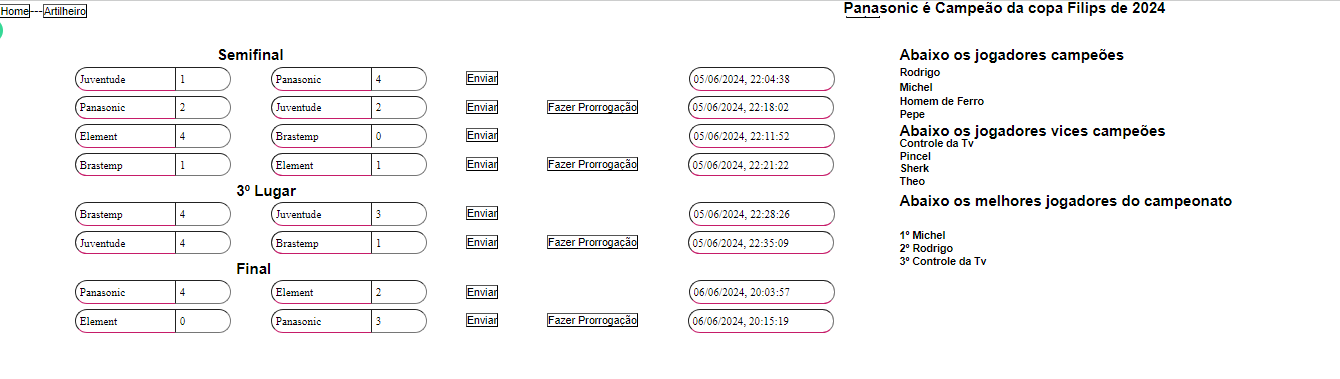 Home---Artilheiro
Panasonic é Campeão da copa Filips de 2024
Semifinal
Juventude 1 Panasonic 4 Enviar 05/06/2024, 22:04:38
Panasonic 2 Juventude 2 Enviar Fazer Prorrogação 05/06/2024, 22:18:02
Element 4 Brastemp 0 Enviar 05/06/2024, 22:11:52
Brastemp 1 Element 1 Enviar Fazer Prorrogação 05/06/2024, 22:21:22
3º Lugar
Brastemp 4 Juventude 3 Enviar 05/06/2024, 22:28:26
Juventude 4 Brastemp 1 Enviar Fazer Prorrogação 05/06/2024, 22:35:09
Final
Panasonic 4 Element 2 Enviar 06/06/2024, 20:03:57
Element 0 Panasonic 3 Enviar Fazer Prorrogação 06/06/2024, 20:15:19
Abaixo os jogadores campeões
Rodrigo
Michel
Homem de Ferro
Pepe
Abaixo os jogadores vices campeões
Controle da Tv
Pincel
Sherk
Theo
Abaixo os melhores jogadores do campeonato
1º Michel
2º Rodrigo
3º Controle da Tv